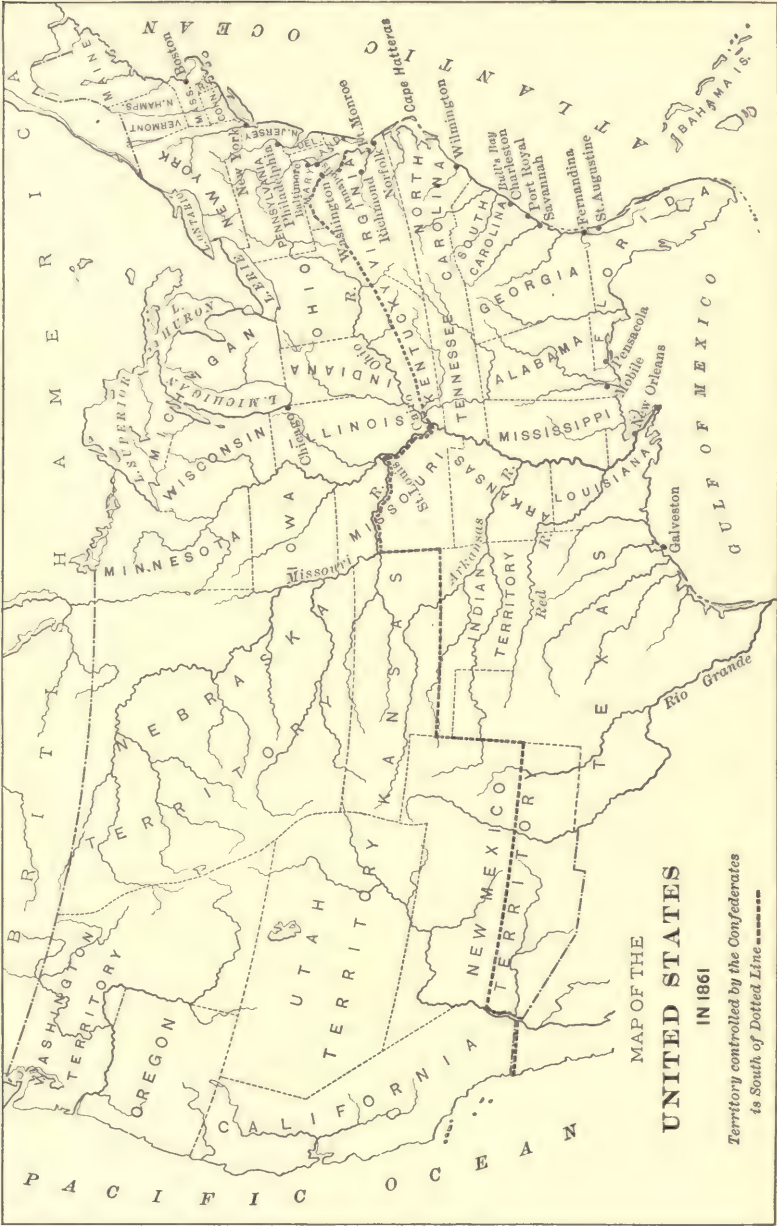 MAP OF THE
UNITED STATES
IN 1861
Territory controlled by the Confederates
is South of Dotted Line
BRITISH AMERICA
PACIFIC OCEAN
ATLANTIC OCEAN
GULF OF MEXICO
BAHAMA IS.
WASHINGTON
TERRITORY
OREGON
CALIFORNIA
UTAH
TERRITORY
NEW MEXICO
TERRITORY
NEBRASKA
TERRITORY
KANSAS
INDIAN
TERRITORY
TEXAS
MINNESOTA
IOWA
MISSOURI
ARKANSAS
LOUISIANA
WISCONSIN
ILLINOIS
MICHIGAN
INDIANA
OHIO
KENTUCKY
TENNESSEE
MISSISSIPPI
ALABAMA
GEORGIA
FLORIDA
SOUTH
CAROLINA
NORTH
CAROLINA
VIRGINIA
MARYLAND
DEL.
PENNSYLVANIA
N.JERSEY
NEW YORK
CONN.
MASS.
VERMONT
N.HAMPS
MAINE
L.SUPERIOR
L.MICHIGAN
L.
HURON
L.ERIE
ONTARIO
Missouri
R.
Arkansas
R.
Red
R.
Rio Grande
Ohio
R.
Boston
New York
Philadelphia
Baltimore
Annapolis
Washington
Ft. Monroe
Richmond
Norfolk
Cape Hatteras
Wilmington
Bull's Bay
Charleston
Port Royal
Savannah
Fernandina
St.Augustine
Pensacola
Mobile
New Orleans
Galveston
Chicago
St.Louis
Cairo